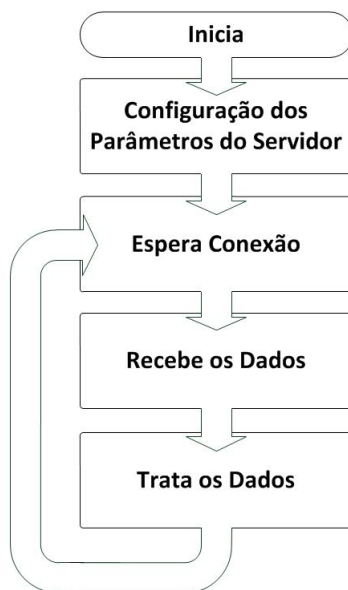 Inicia
Configuração dos
Parâmetros do Servidor
Espera Conexão
Recebe os Dados
Trata os Dados